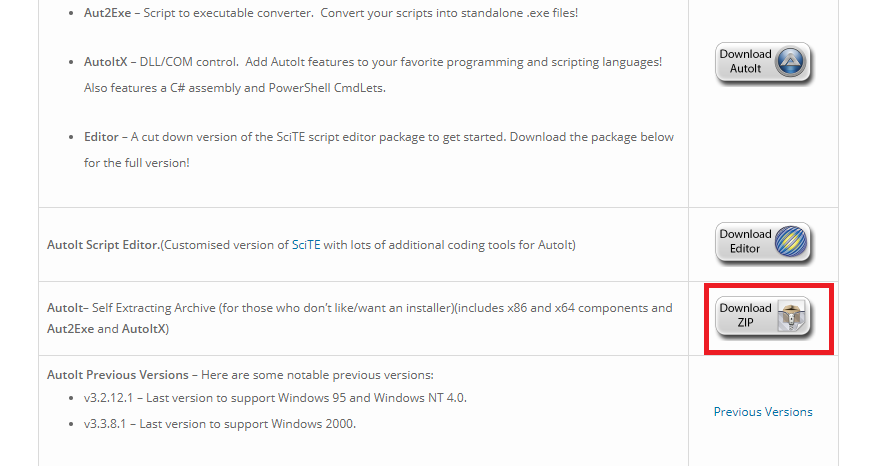 Aut2Exe – Script to executable converter.  Convert your scripts into standalone .exe files!
AutoItX – DLL/COM control.  Add AutoIt features to your favorite programming and scripting languages!
Also features a C# assembly and PowerShell CmdLets.
Editor – A cut down version of the SciTE script editor package to get started. Download the package below
for the full version!
Download
AutoIt
AutoIt Script Editor.(Customised version of SciTE with lots of additional coding tools for AutoIt)
Download
Editor
AutoIt– Self Extracting Archive (for those who don’t like/want an installer)(includes x86 and x64 components and
Aut2Exe and AutoItX)
Download
ZIP
AutoIt Previous Versions – Here are some notable previous versions:
v3.2.12.1 – Last version to support Windows 95 and Windows NT 4.0.
v3.3.8.1 – Last version to support Windows 2000.
Previous Versions